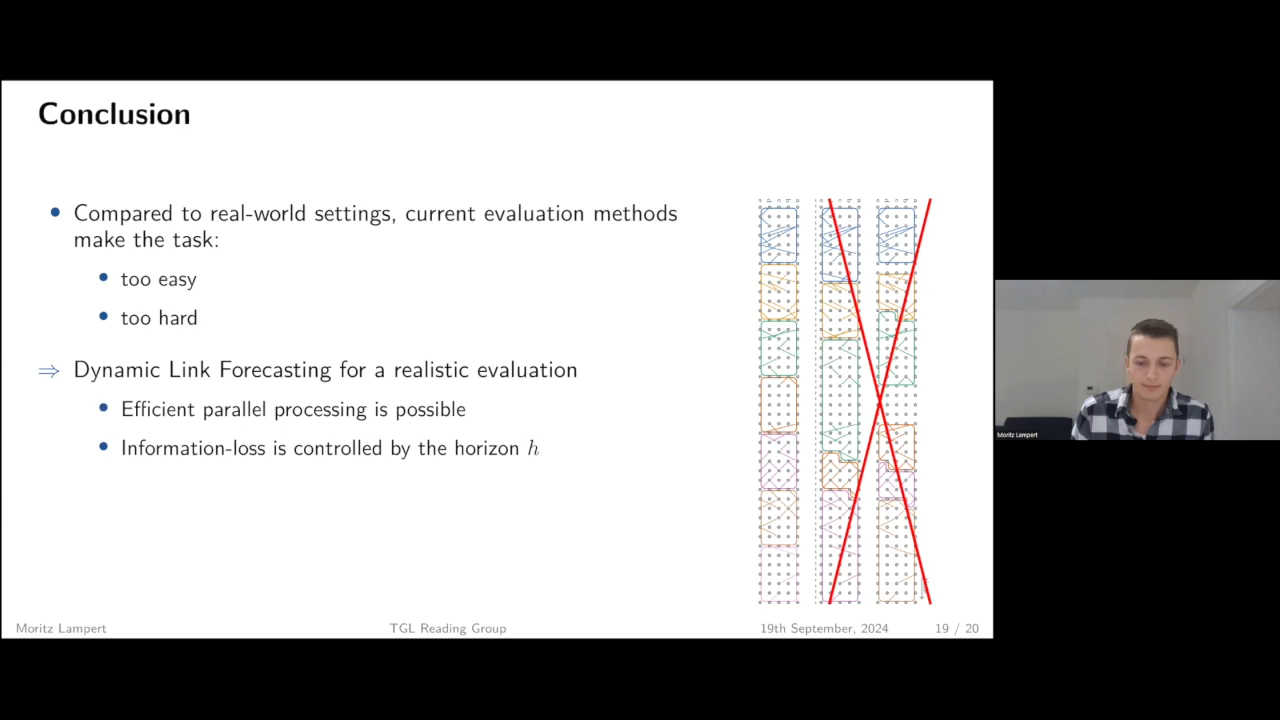 Conclusion
• Compared to real-world settings, current evaluation methods
make the task:
• too easy
• too hard
⇒ Dynamic Link Forecasting for a realistic evaluation
• Efficient parallel processing is possible
• Information-loss is controlled by the horizon h
Moritz Lampert
Moritz Lampert TGL Reading Group 19th September, 2024 19 / 20